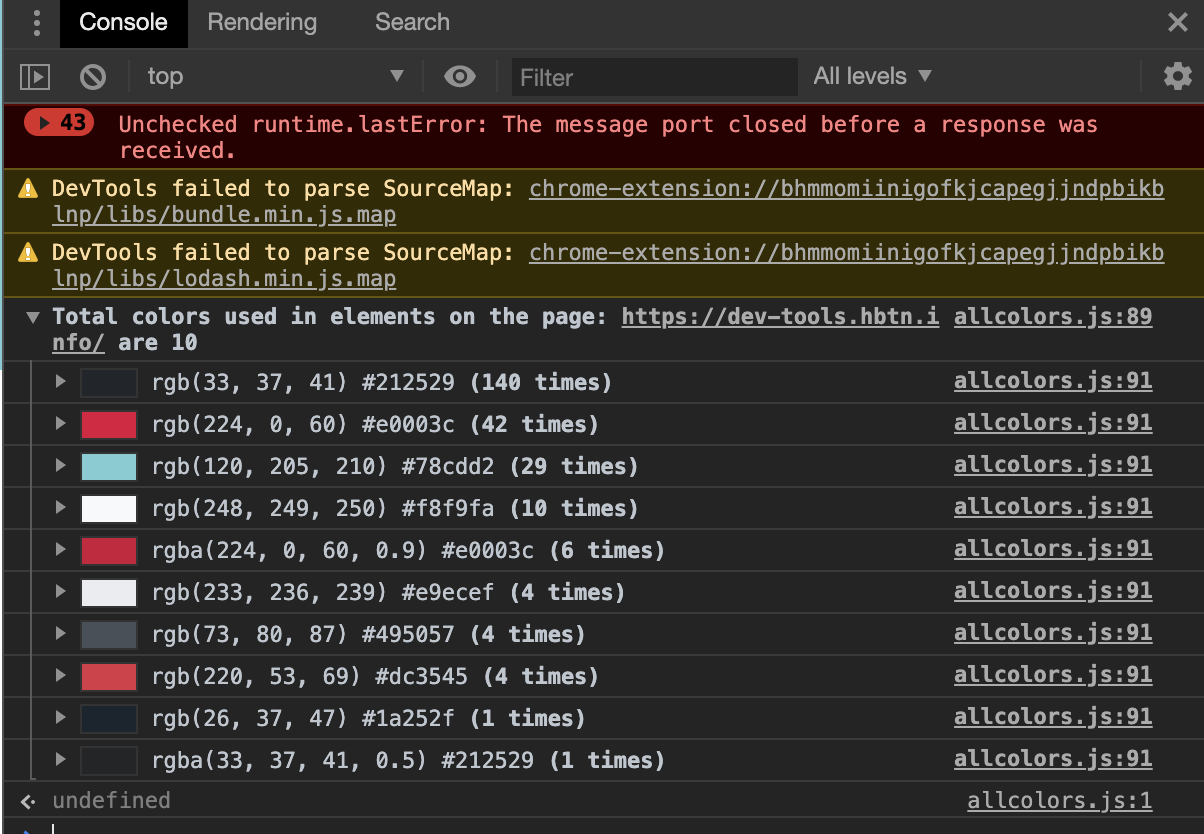 Console Rendering Search
top Filter All levels
43 Unchecked runtime.lastError: The message port closed before a response was
received.
DevTools failed to parse SourceMap: chrome-extension://bhmmomiinigofkjcapegjjndpbikb
lnp/libs/bundle.min.js.map
DevTools failed to parse SourceMap: chrome-extension://bhmmomiinigofkjcapegjjndpbikb
lnp/libs/lodash.min.js.map
Total colors used in elements on the page: https://dev-tools.hbtn.i allcolors.js:89
nfo/ are 10
rgb(33, 37, 41) #212529 (140 times) allcolors.js:91
rgb(224, 0, 60) #e0003c (42 times) allcolors.js:91
rgb(120, 205, 210) #78cdd2 (29 times) allcolors.js:91
rgb(248, 249, 250) #f8f9fa (10 times) allcolors.js:91
rgba(224, 0, 60, 0.9) #e0003c (6 times) allcolors.js:91
rgb(233, 236, 239) #e9ecef (4 times) allcolors.js:91
rgb(73, 80, 87) #495057 (4 times) allcolors.js:91
rgb(220, 53, 69) #dc3545 (4 times) allcolors.js:91
rgb(26, 37, 47) #1a252f (1 times) allcolors.js:91
rgba(33, 37, 41, 0.5) #212529 (1 times) allcolors.js:91
undefined allcolors.js:1